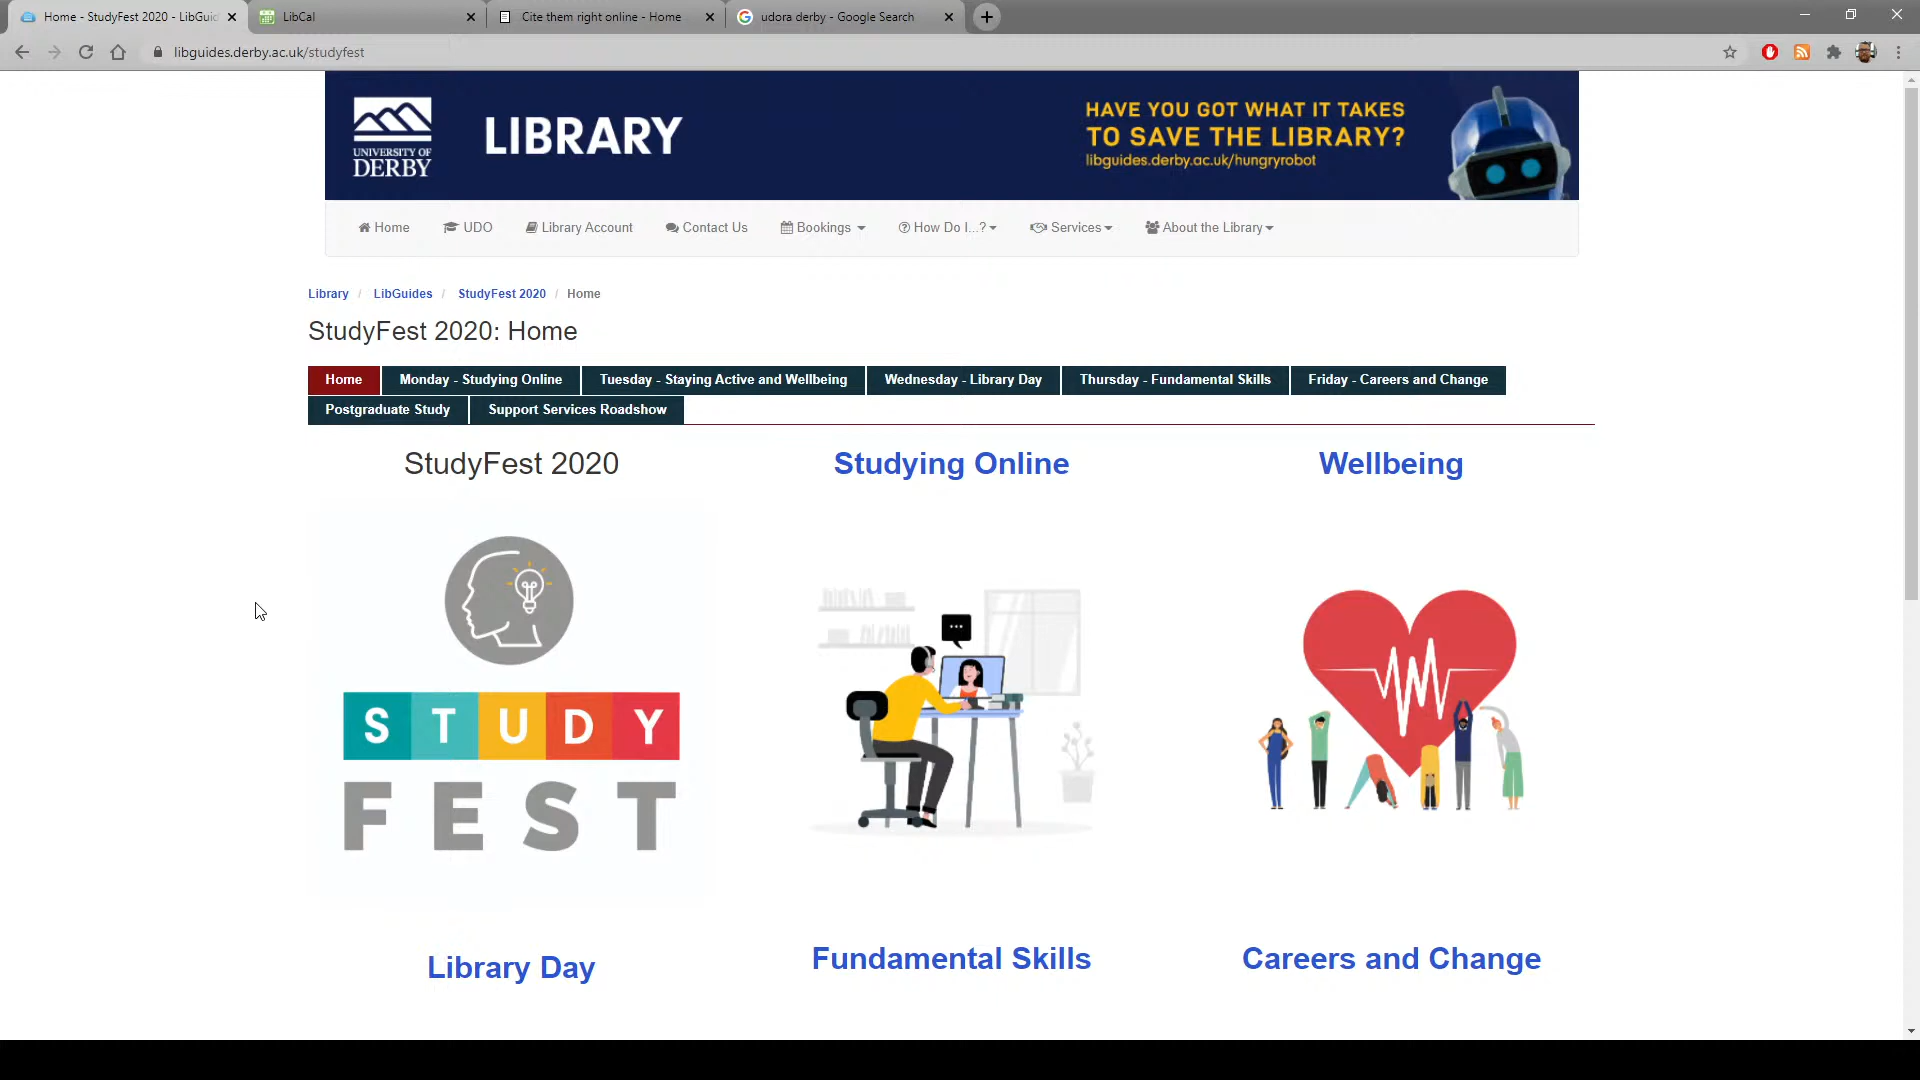 Home - StudyFest 2020 - LibGuid
LibCal
Cite them right online - Home
udora derby - Google Search
libguides.derby.ac.uk/studyfest
UNIVERSITY OF
DERBY
LIBRARY
HAVE YOU GOT WHAT IT TAKES
TO SAVE THE LIBRARY?
libguides.derby.ac.uk/hungryrobot
Home
UDO
Library Account
Contact Us
Bookings
How Do I...?
Services
About the Library
Library / LibGuides / StudyFest 2020 / Home
StudyFest 2020: Home
Home
Monday - Studying Online
Tuesday - Staying Active and Wellbeing
Wednesday - Library Day
Thursday - Fundamental Skills
Friday - Careers and Change
Postgraduate Study
Support Services Roadshow
StudyFest 2020
Studying Online
Wellbeing
STUDY
FEST
Library Day
Fundamental Skills
Careers and Change